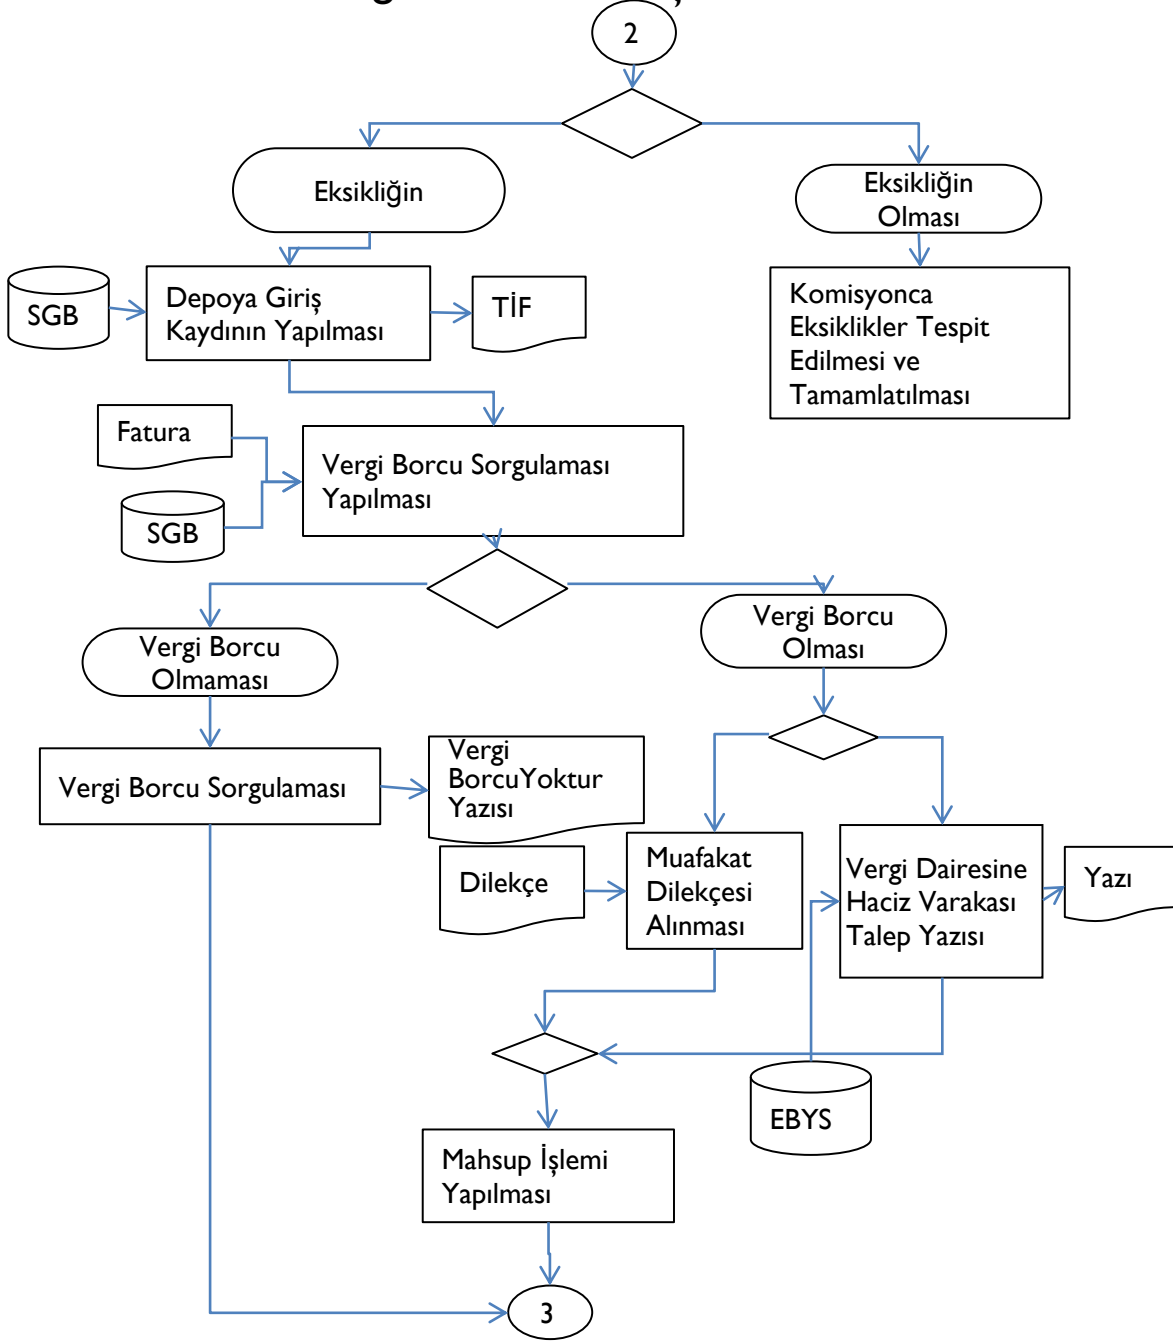 2
Eksikliğin
Eksikliğin
Olması
SGB
Depoya Giriş
Kaydının Yapılması
TİF
Komisyonca
Eksiklikler Tespit
Edilmesi ve
Tamamlatılması
Fatura
SGB
Vergi Borcu Sorgulaması
Yapılması
Vergi Borcu
Olmaması
Vergi Borcu
Olması
Vergi Borcu Sorgulaması
Vergi
BorcuYoktur
Yazısı
Dilekçe
Muafakat
Dilekçesi
Alınması
Vergi Dairesine
Haciz Varakası
Talep Yazısı
Yazı
EBYS
Mahsup İşlemi
Yapılması
3